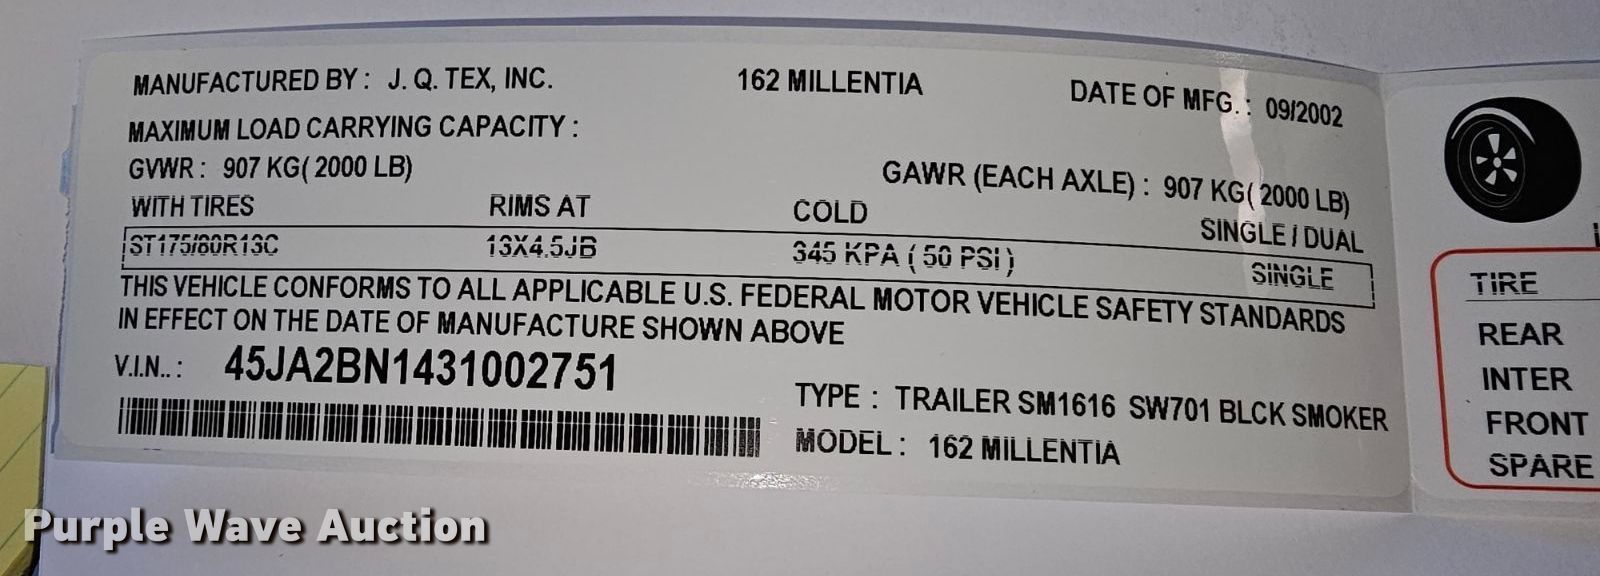 MANUFACTURED BY : J. Q. TEX, INC. 162 MILLENTIA DATE OF MFG. : 09/2002
MAXIMUM LOAD CARRYING CAPACITY :
GVWR : 907 KG( 2000 LB) GAWR (EACH AXLE) : 907 KG( 2000 LB)
WITH TIRES RIMS AT COLD SINGLE / DUAL
ST175/80R13C 13X4.5JB 345 KPA ( 50 PSI ) SINGLE
THIS VEHICLE CONFORMS TO ALL APPLICABLE U.S. FEDERAL MOTOR VEHICLE SAFETY STANDARDS
IN EFFECT ON THE DATE OF MANUFACTURE SHOWN ABOVE
V.I.N.. : 45JA2BN1431002751
TYPE : TRAILER SM1616 SW701 BLCK SMOKER
MODEL : 162 MILLENTIA
TIRE
REAR
INTER
FRONT
SPARE
Purple Wave Auction